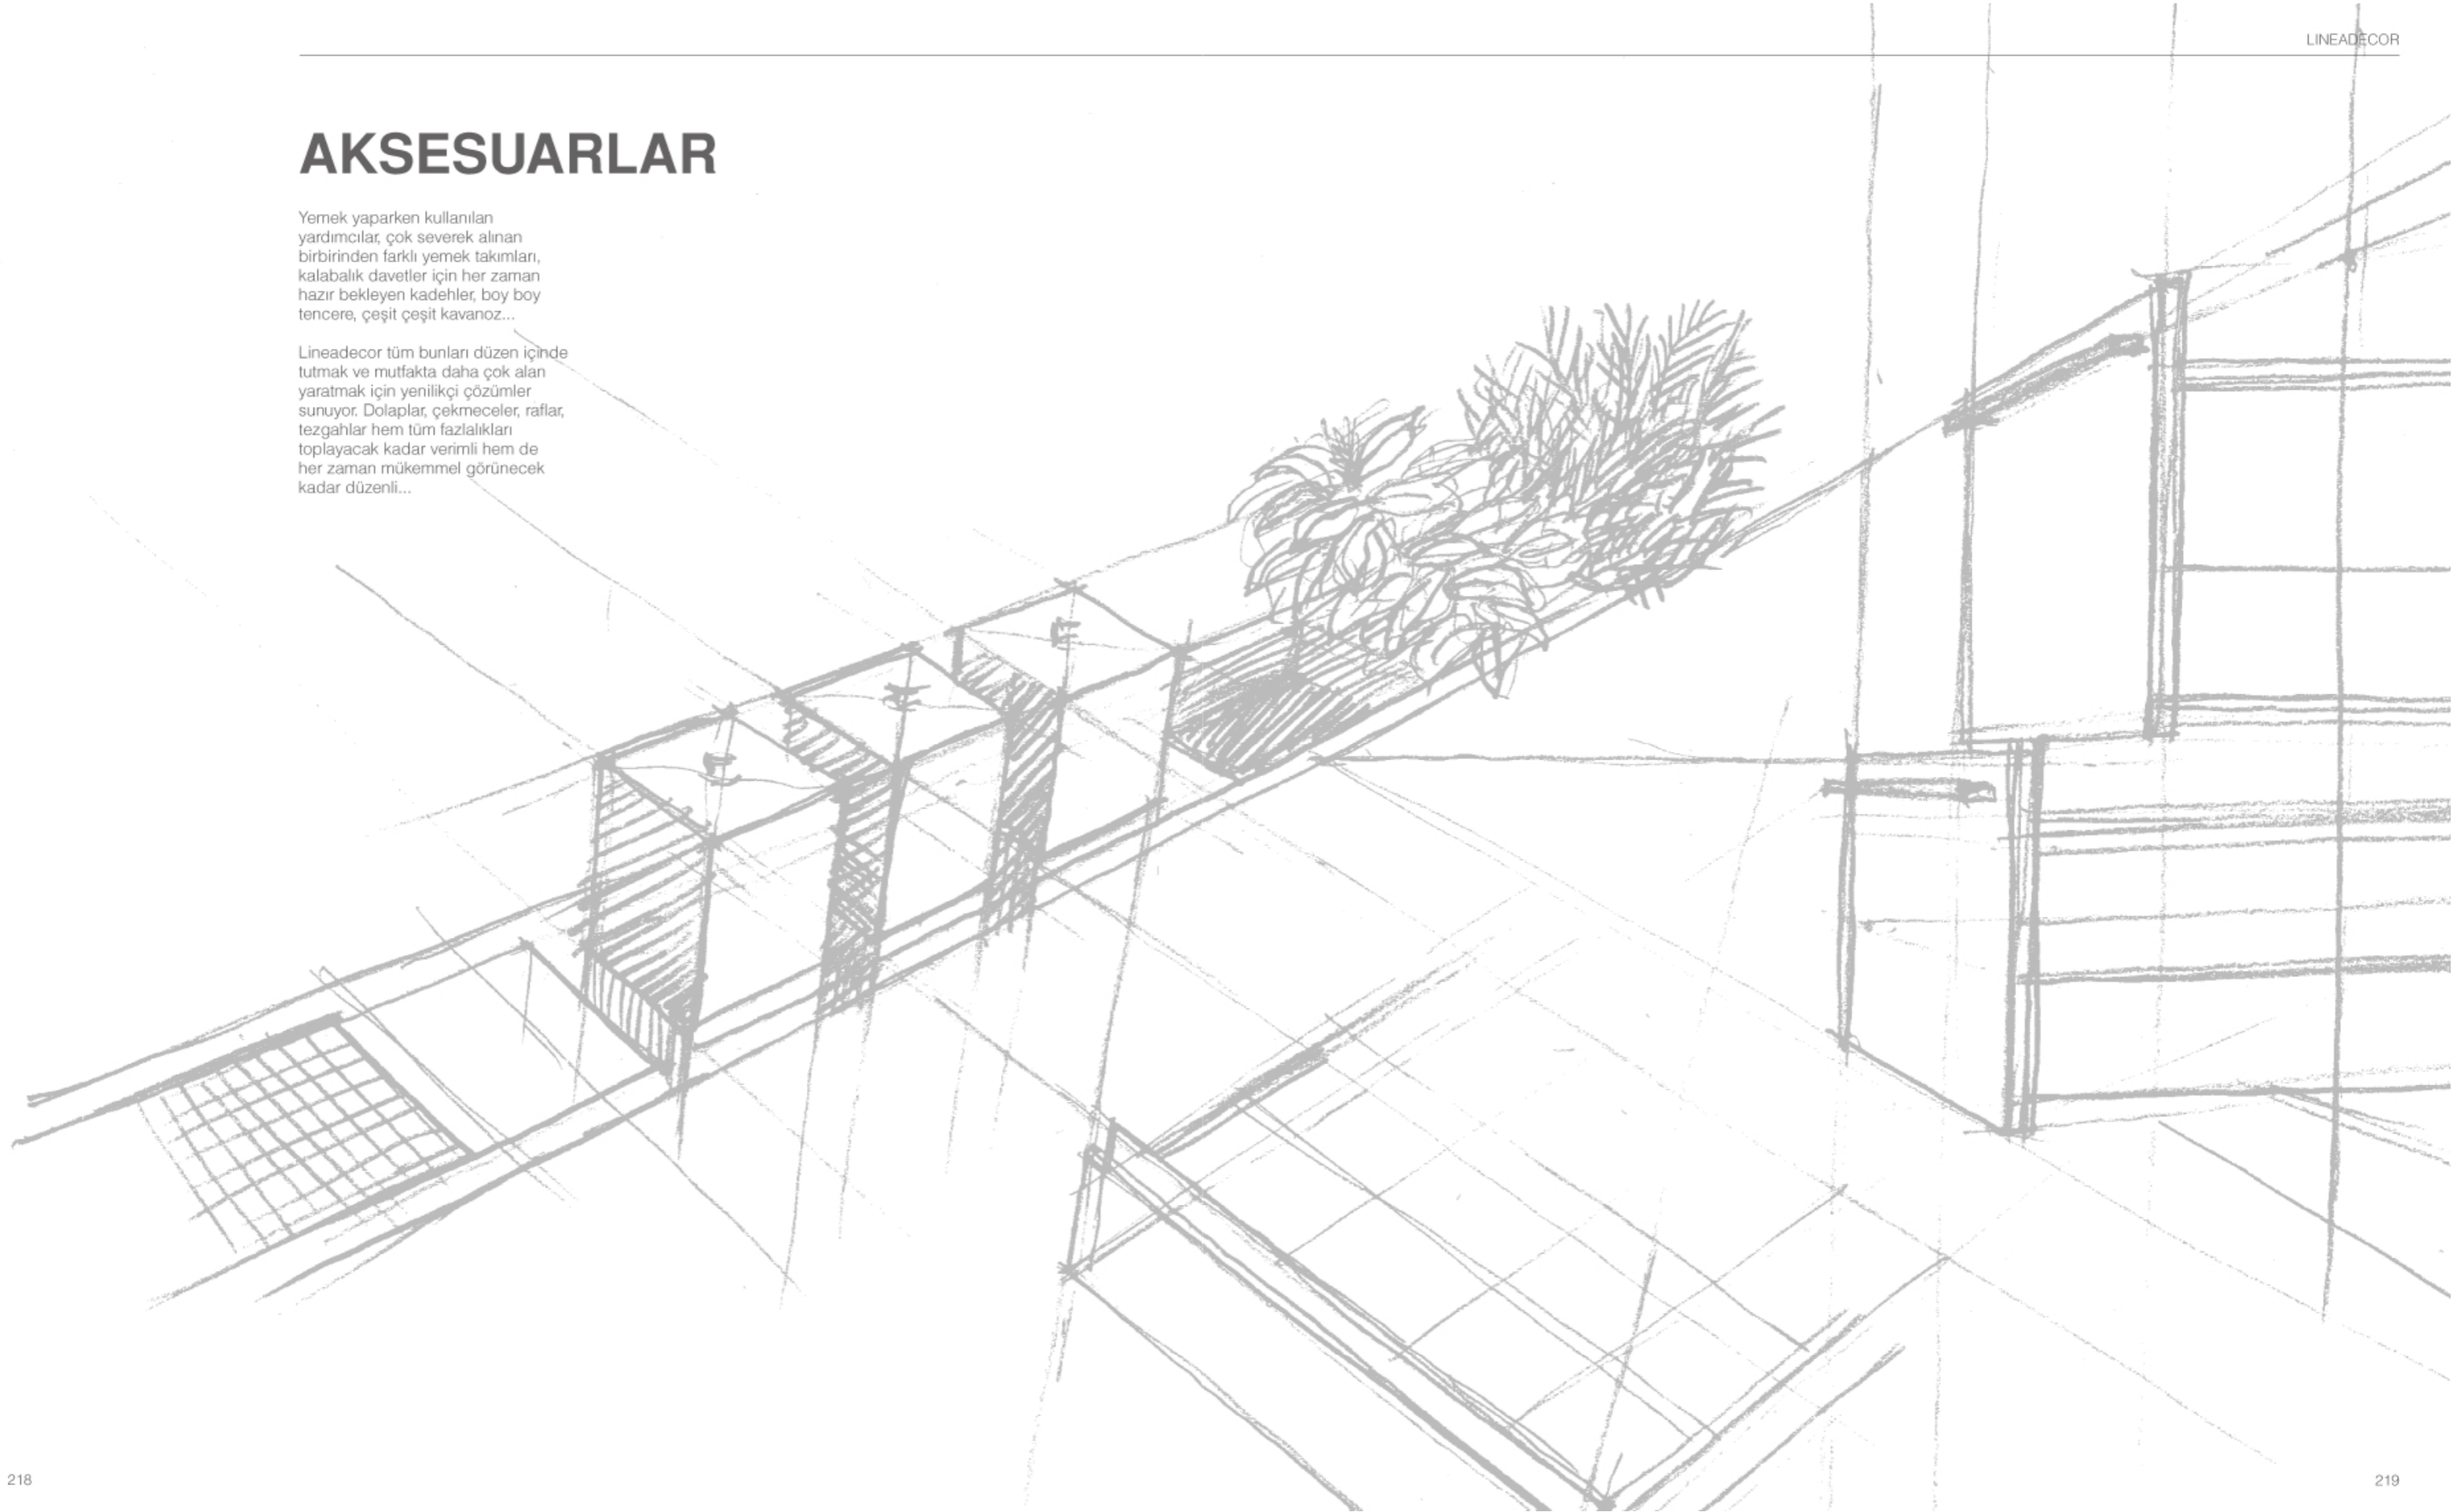 LINEADECOR
AKSESUARLAR
Yemek yaparken kullanılan
yardımcılar, çok severek alınan
birbirinden farklı yemek takımları,
kalabalık davetler için her zaman
hazır bekleyen kadehler, boy boy
tencere, çeşit çeşit kavanoz...
Lineadecor tüm bunları düzen içinde
tutmak ve mutfakta daha çok alan
yaratmak için yenilikçi çözümler
sunuyor. Dolaplar, çekmeceler, raflar,
tezgahlar hem tüm fazlalıkları
toplayacak kadar verimli hem de
her zaman mükemmel görünecek
kadar düzenli...
218
219